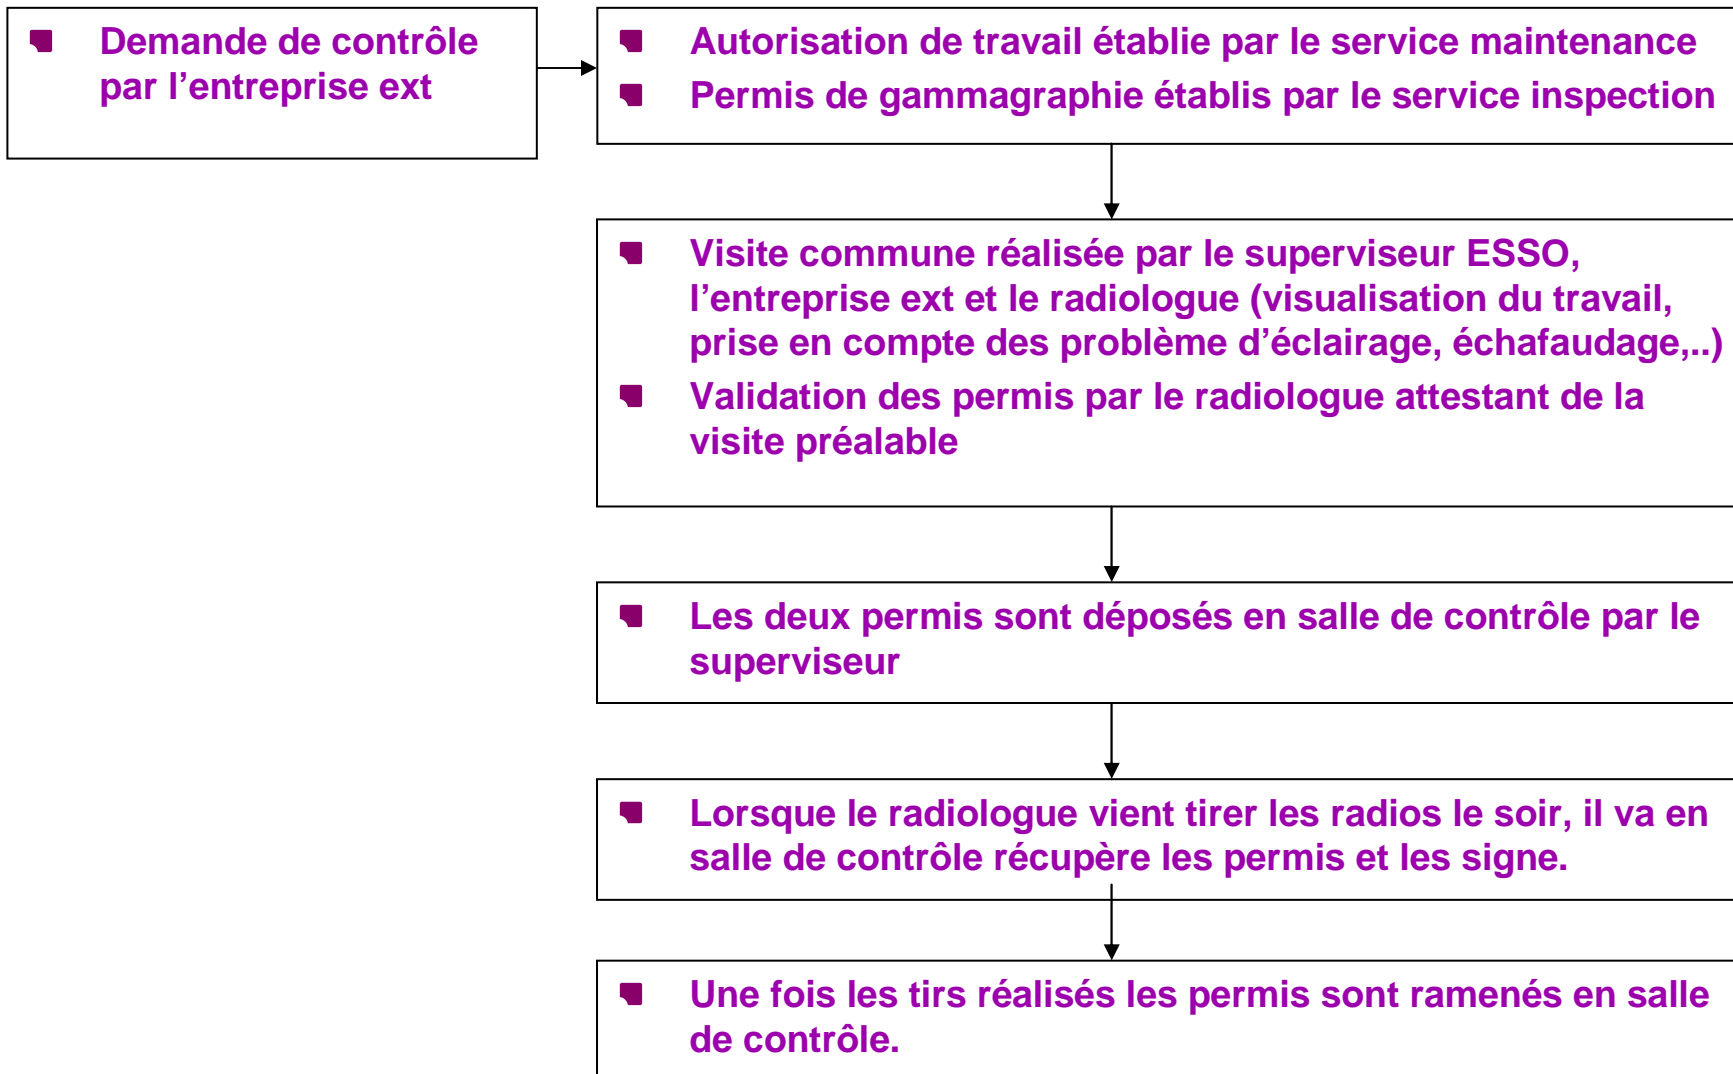 Demande de contrôle
par l’entreprise ext
Autorisation de travail établie par le service maintenance
Permis de gammagraphie établis par le service inspection
Visite commune réalisée par le superviseur ESSO,
l’entreprise ext et le radiologue (visualisation du travail,
prise en compte des problème d’éclairage, échafaudage,..)
Validation des permis par le radiologue attestant de la
visite préalable
Les deux permis sont déposés en salle de contrôle par le
superviseur
Lorsque le radiologue vient tirer les radios le soir, il va en
salle de contrôle récupère les permis et les signe.
Une fois les tirs réalisés les permis sont ramenés en salle
de contrôle.